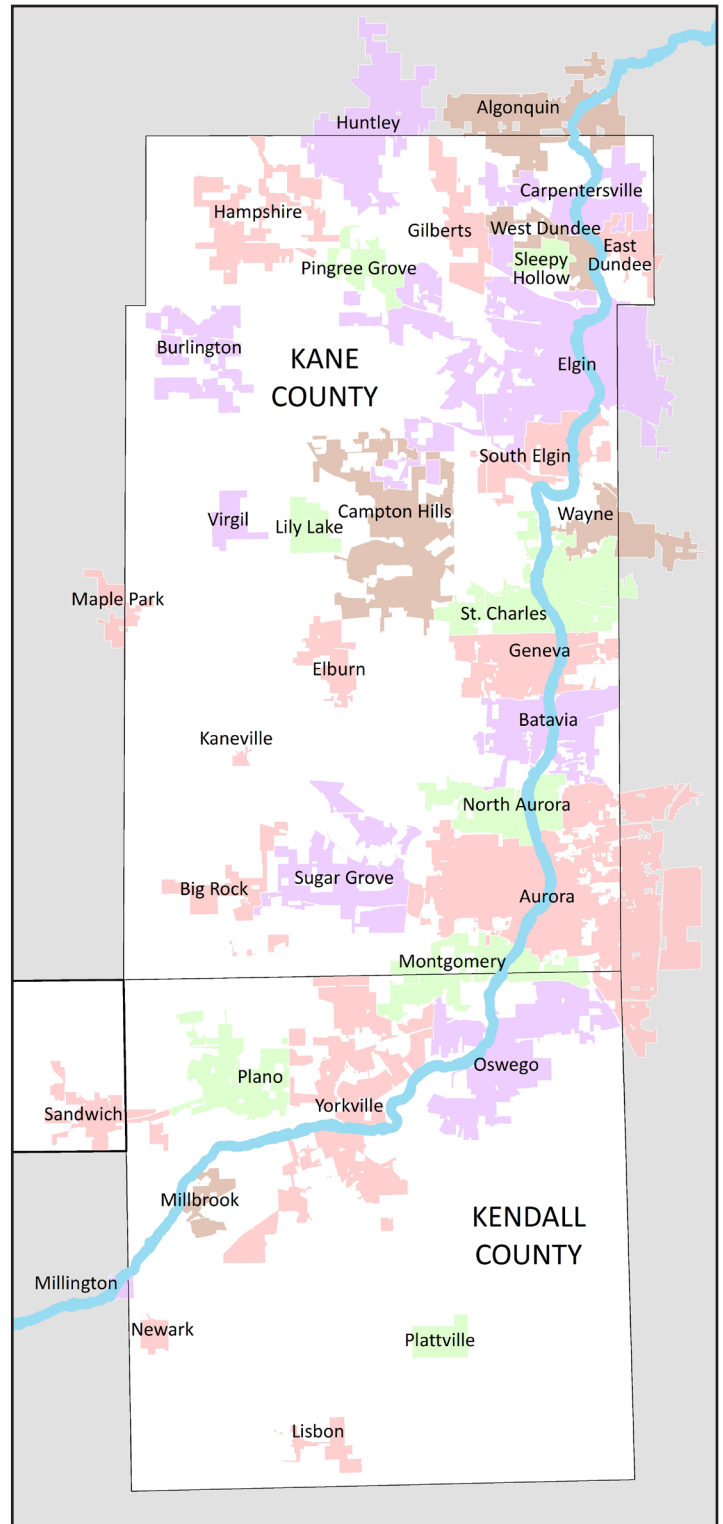 Algonquin
Huntley
Carpentersville
Hampshire
Gilberts
West Dundee
East
Dundee
Sleepy
Hollow
Pingree Grove
Burlington
KANE
COUNTY
Elgin
South Elgin
Virgil
Lily Lake
Campton Hills
Wayne
Maple Park
St. Charles
Geneva
Elburn
Batavia
Kaneville
North Aurora
Sugar Grove
Big Rock
Aurora
Montgomery
Oswego
Plano
Yorkville
Sandwich
Millbrook
KENDALL
COUNTY
Millington
Newark
Plattville
Lisbon